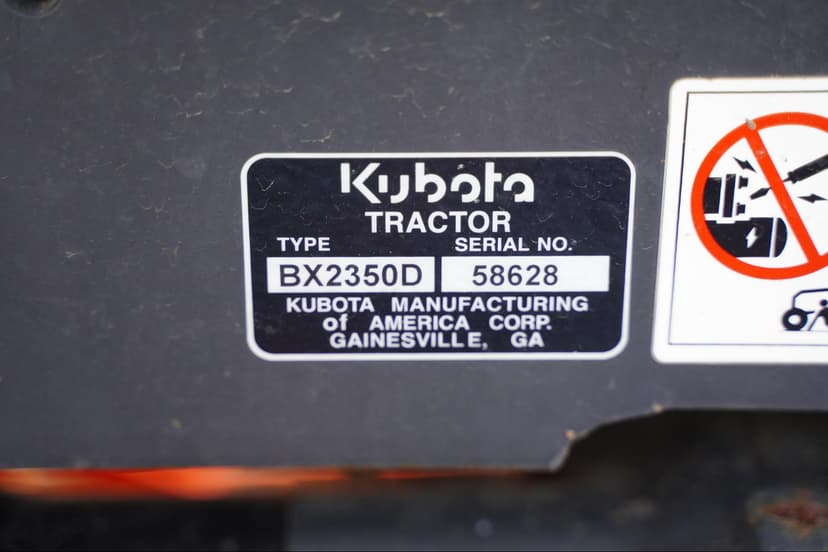 Kubota
TRACTOR
TYPE SERIAL NO.
BX2350D 58628
KUBOTA MANUFACTURING
of AMERICA CORP.
GAINESVILLE, GA